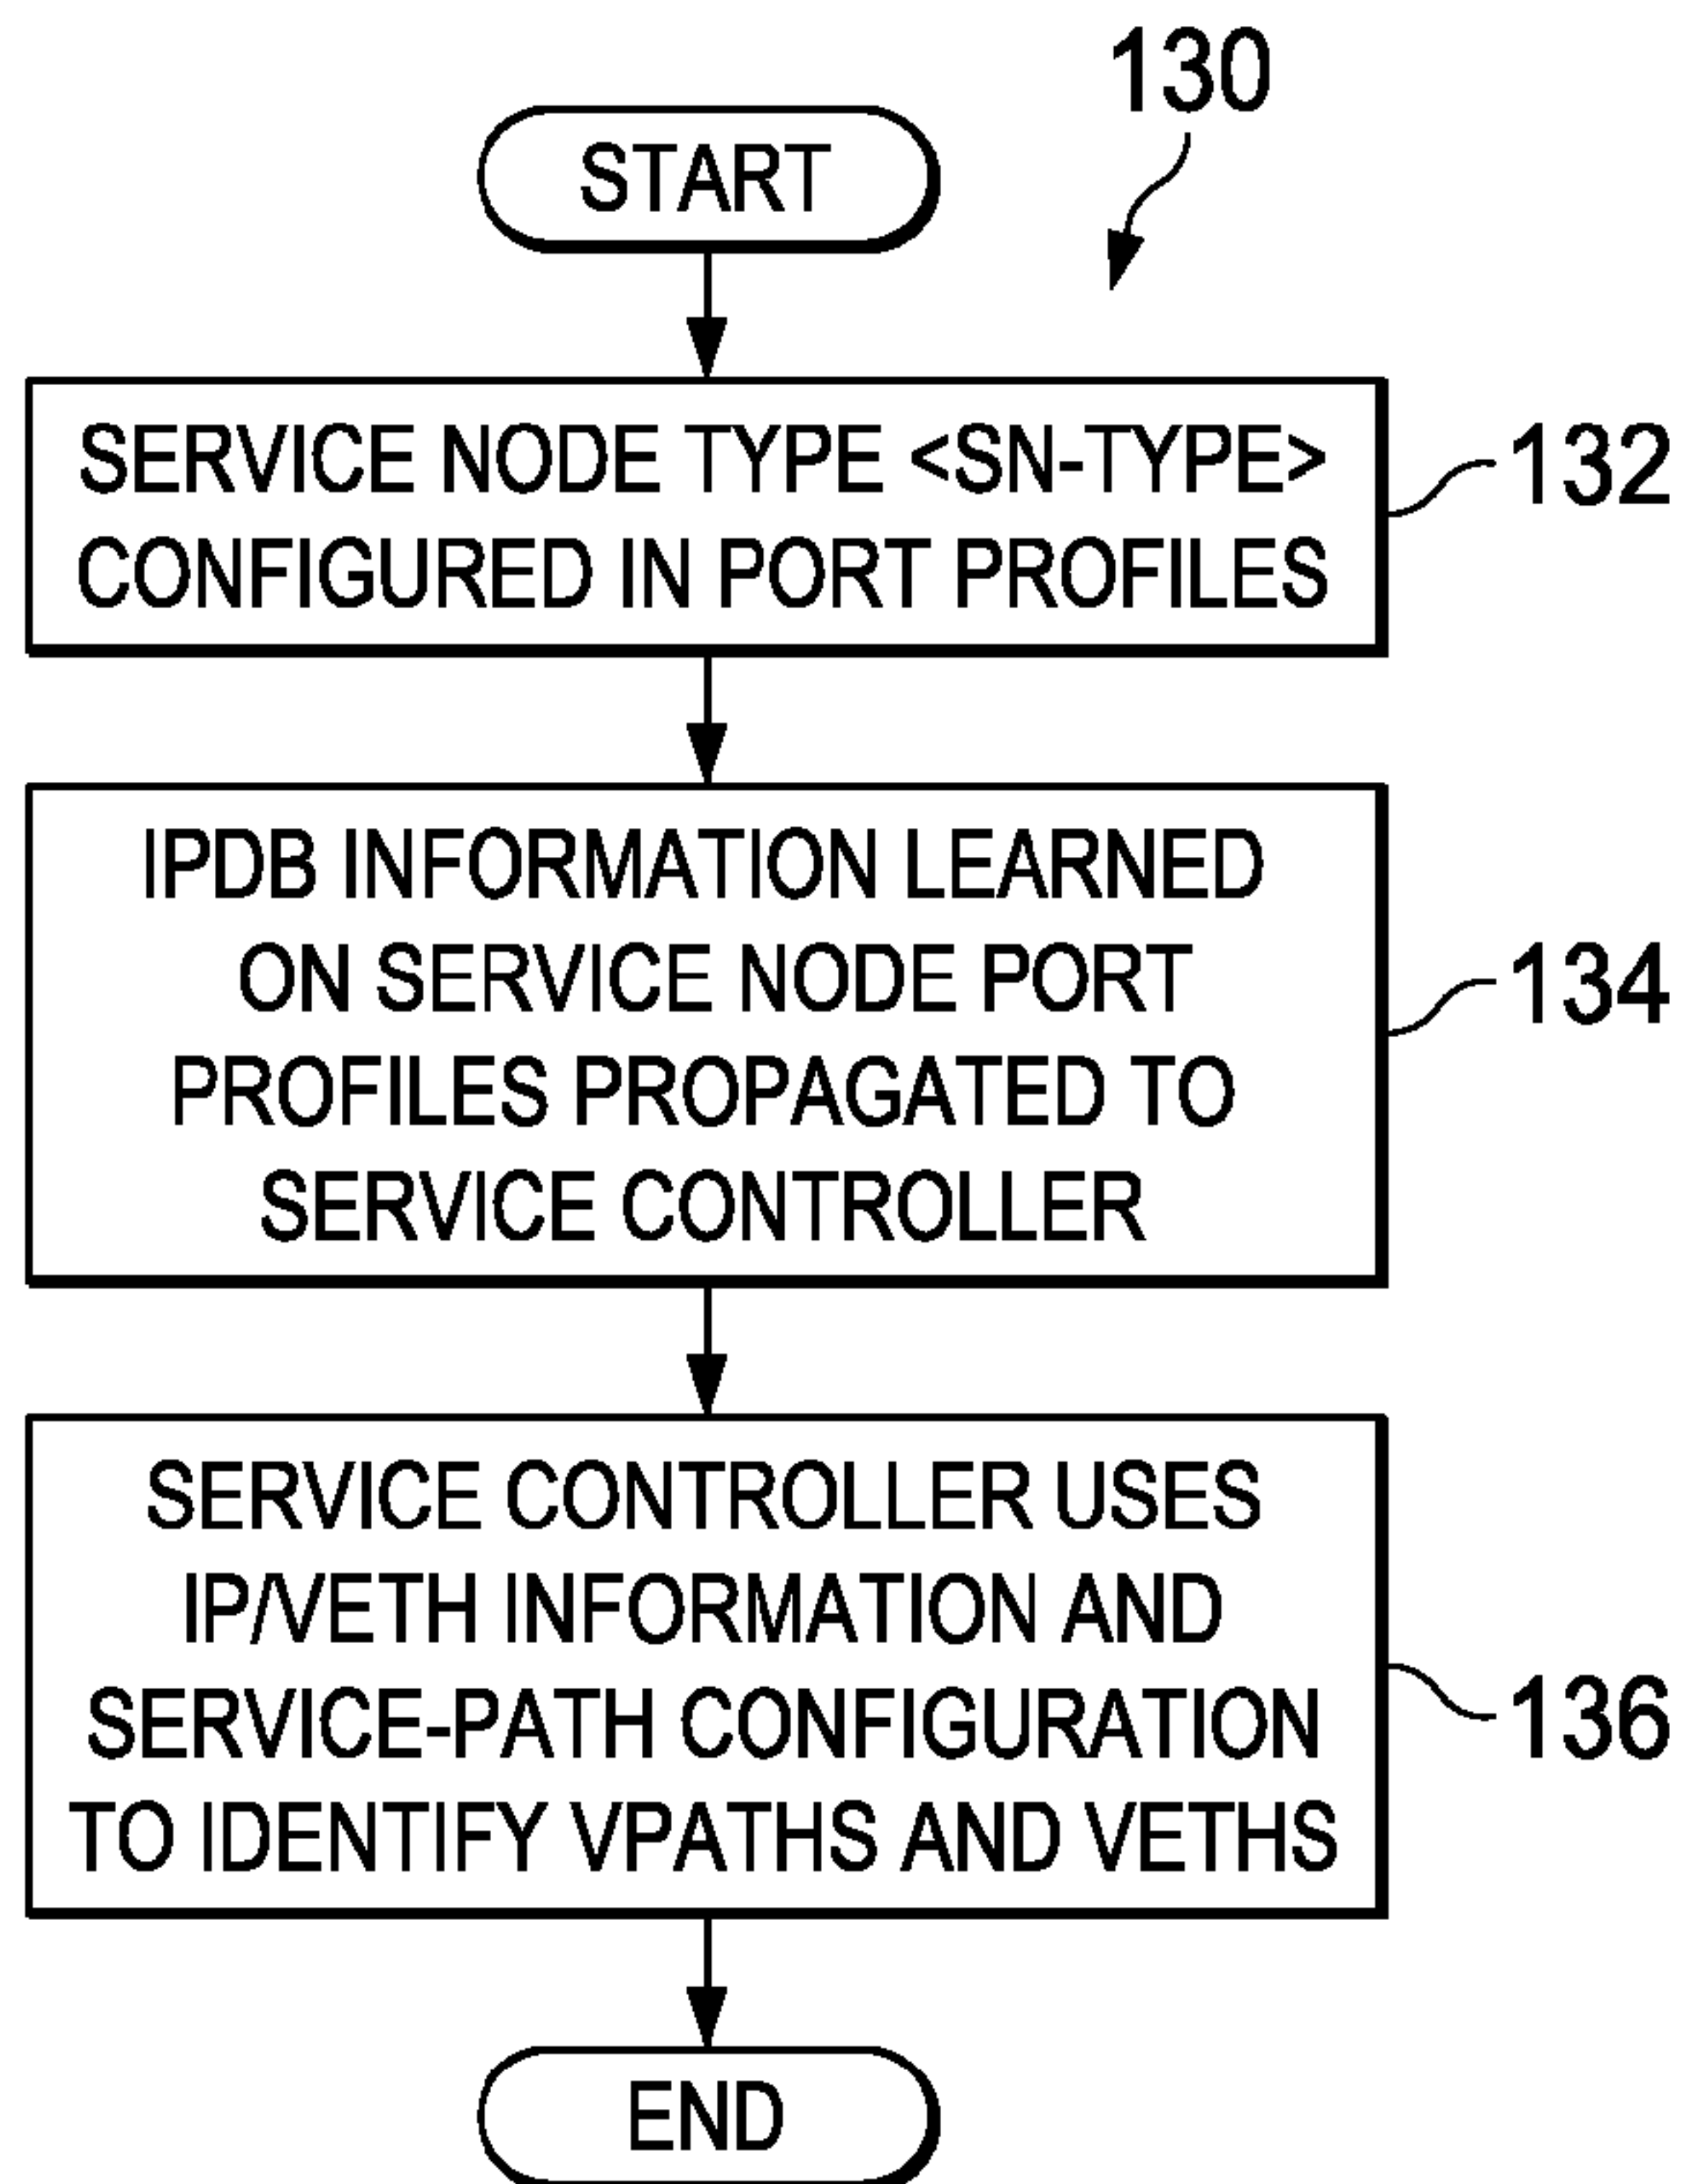 130
START
SERVICE NODE TYPE <SN-TYPE>
CONFIGURED IN PORT PROFILES
132
IPDB INFORMATION LEARNED
ON SERVICE NODE PORT
PROFILES PROPAGATED TO
SERVICE CONTROLLER
134
SERVICE CONTROLLER USES
IP/VETH INFORMATION AND
SERVICE-PATH CONFIGURATION
TO IDENTIFY VPATHS AND VETHS
136
END